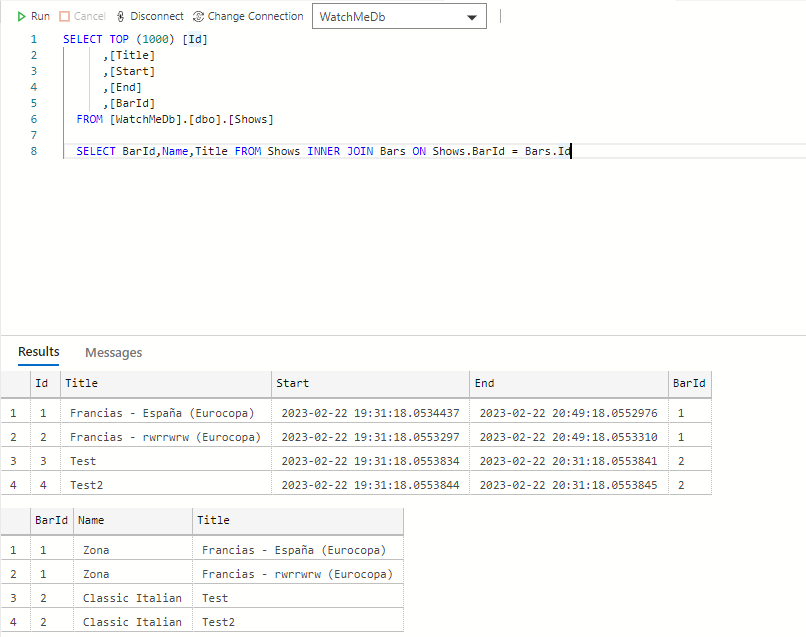 Run Cancel Disconnect Change Connection WatchMeDb
1 SELECT TOP (1000) [Id]
2 ,[Title]
3 ,[Start]
4 ,[End]
5 ,[BarId]
6 FROM [WatchMeDb].[dbo].[Shows]
7
8 SELECT BarId,Name,Title FROM Shows INNER JOIN Bars ON Shows.BarId = Bars.Id
Results Messages
Id Title Start End BarId
1 1 Francias - España (Eurocopa) 2023-02-22 19:31:18.0534437 2023-02-22 20:49:18.0552976 1
2 2 Francias - rwrrwrw (Eurocopa) 2023-02-22 19:31:18.0553297 2023-02-22 20:49:18.0553310 1
3 3 Test 2023-02-22 19:31:18.0553834 2023-02-22 20:31:18.0553841 2
4 4 Test2 2023-02-22 19:31:18.0553844 2023-02-22 20:31:18.0553845 2
BarId Name Title
1 1 Zona Francias - España (Eurocopa)
2 1 Zona Francias - rwrrwrw (Eurocopa)
3 2 Classic Italian Test
4 2 Classic Italian Test2